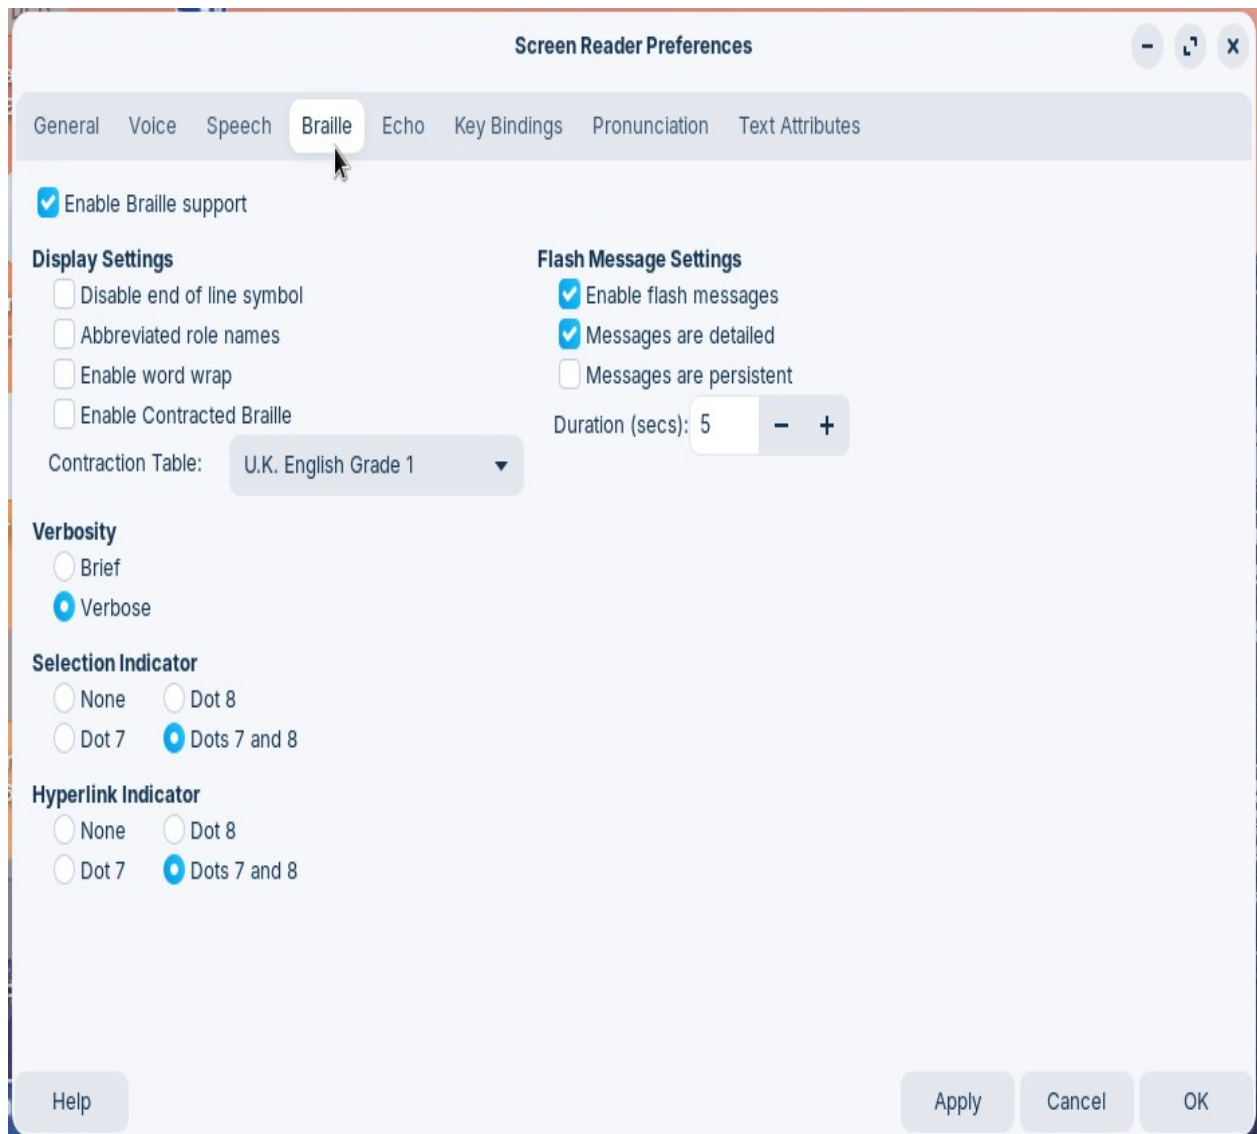 Screen Reader Preferences
General Voice Speech Braille Echo Key Bindings Pronunciation Text Attributes
Enable Braille support
Display Settings
Disable end of line symbol
Abbreviated role names
Enable word wrap
Enable Contracted Braille
Contraction Table: U.K. English Grade 1
Flash Message Settings
Enable flash messages
Messages are detailed
Messages are persistent
Duration (secs): 5 − +
Verbosity
Brief
Verbose
Selection Indicator
None Dot 8
Dot 7 Dots 7 and 8
Hyperlink Indicator
None Dot 8
Dot 7 Dots 7 and 8
Help Apply Cancel OK